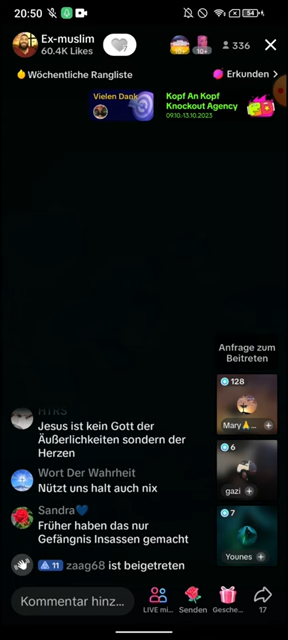 20:50
54
Ex-muslim
60.4K Likes
10+
10+
336
Wöchentliche Rangliste
Erkunden
Vielen Dank
Kopf An Kopf
Knockout Agency
09.10.-13.10.2023
Anfrage zum
Beitreten
128
Mary🙏...
6
gazi
7
Younes
Jesus ist kein Gott der
Äußerlichkeiten sondern der
Herzen
Wort Der Wahrheit
Nützt uns halt auch nix
Sandra💙
Früher haben das nur
Gefängnis Insassen gemacht
11 zaag68 ist beigetreten
Kommentar hinz...
LIVE mi...
Senden
Gesche...
17